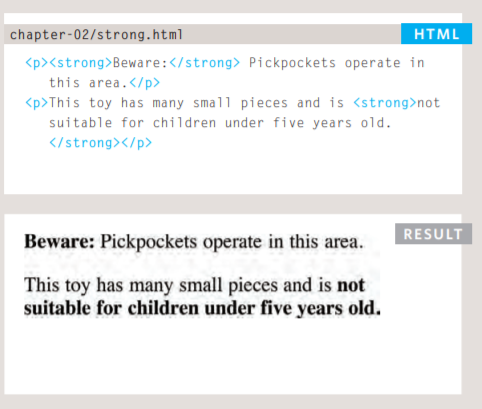 chapter-02/strong.html HTML
<p><strong>Beware:</strong> Pickpockets operate in
this area.</p>
<p>This toy has many small pieces and is <strong>not
suitable for children under five years old.
</strong></p>
RESULT
Beware: Pickpockets operate in this area.
This toy has many small pieces and is not
suitable for children under five years old.